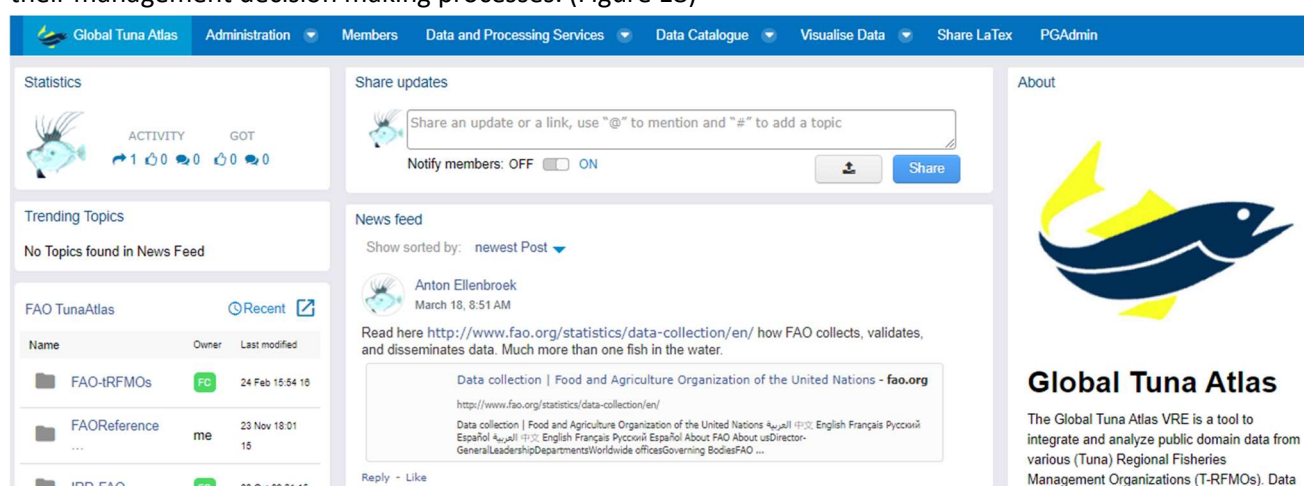 their management decision making processes. (Figure 18)
Global Tuna Atlas Administration Members Data and Processing Services Data Catalogue Visualise Data Share LaTex PGAdmin
Statistics
ACTIVITY GOT
1 0 0 0 0
Trending Topics
No Topics found in News Feed
FAO TunaAtlas Recent
Name Owner Last modified
FAO-tRFMOs FC 24 Feb 15:54 16
FAOReference
... me 23 Nov 18:01
15
Share updates
Share an update or a link, use "@" to mention and "#" to add a topic
Notify members: OFF ON
Share
News feed
Show sorted by: newest Post
Anton Ellenbroek
March 18, 8:51 AM
Read here http://www.fao.org/statistics/data-collection/en/ how FAO collects, validates,
and disseminates data. Much more than one fish in the water.
Data collection | Food and Agriculture Organization of the United Nations - fao.org
http://www.fao.org/statistics/data-collection/en/
Data collection | Food and Agriculture Organization of the United Nations العربية 中文 English Français Русский
Español العربية 中文 English Français Русский Español About FAO About usDirector-
GeneralLeadershipDepartmentsWorldwide officesGoverning BodiesFAO ...
Reply - Like
About
Global Tuna Atlas
The Global Tuna Atlas VRE is a tool to
integrate and analyze public domain data from
various (Tuna) Regional Fisheries
Management Organizations (T-RFMOs). Data